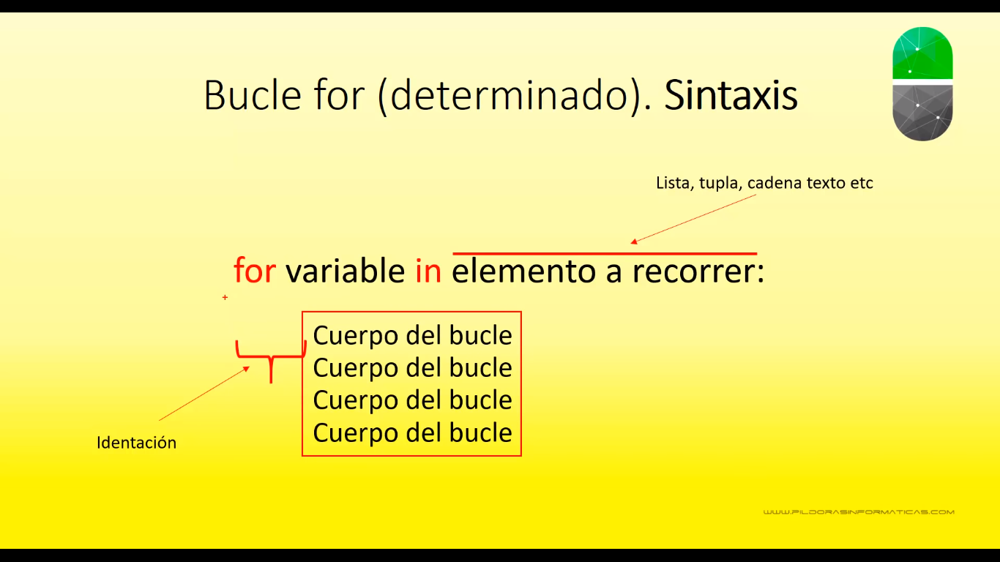 Bucle for (determinado). Sintaxis
Lista, tupla, cadena texto etc
for variable in elemento a recorrer:
Cuerpo del bucle
Cuerpo del bucle
Cuerpo del bucle
Cuerpo del bucle
Identación
WWW.PILDORASINFORMATICAS.COM